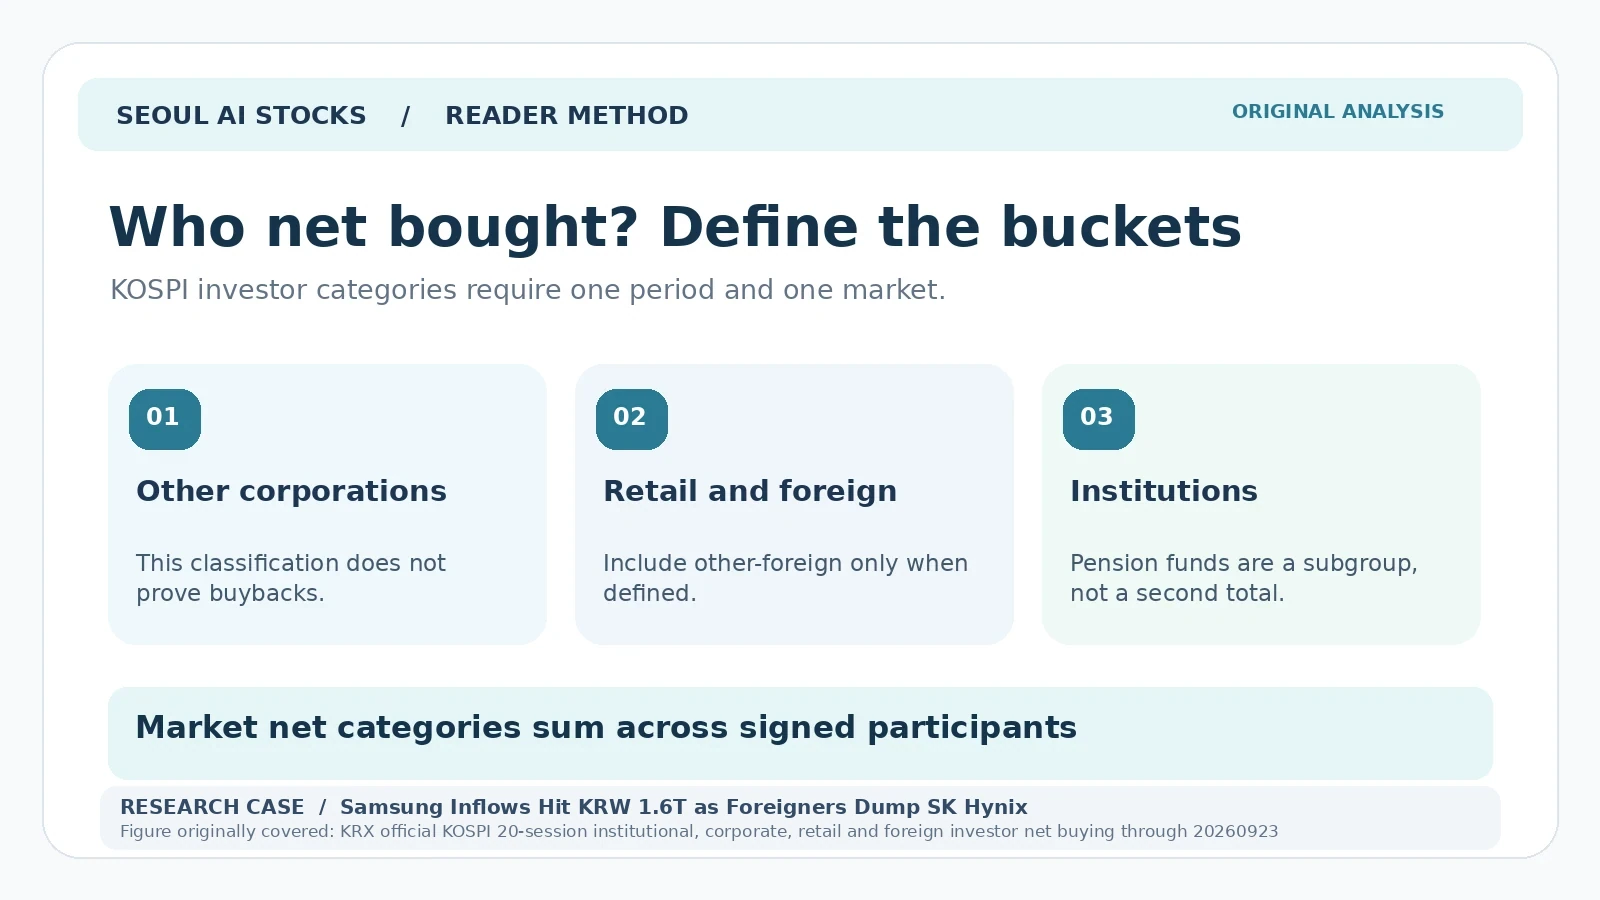 SEOUL AI STOCKS / READER METHOD
ORIGINAL ANALYSIS
Who net bought? Define the buckets
KOSPI investor categories require one period and one market.
01
Other corporations
This classification does not
prove buybacks.
02
Retail and foreign
Include other-foreign only when
defined.
03
Institutions
Pension funds are a subgroup,
not a second total.
Market net categories sum across signed participants
RESEARCH CASE / Samsung Inflows Hit KRW 1.6T as Foreigners Dump SK Hynix
Figure originally covered: KRX official KOSPI 20-session institutional, corporate, retail and foreign investor net buying through 20260923